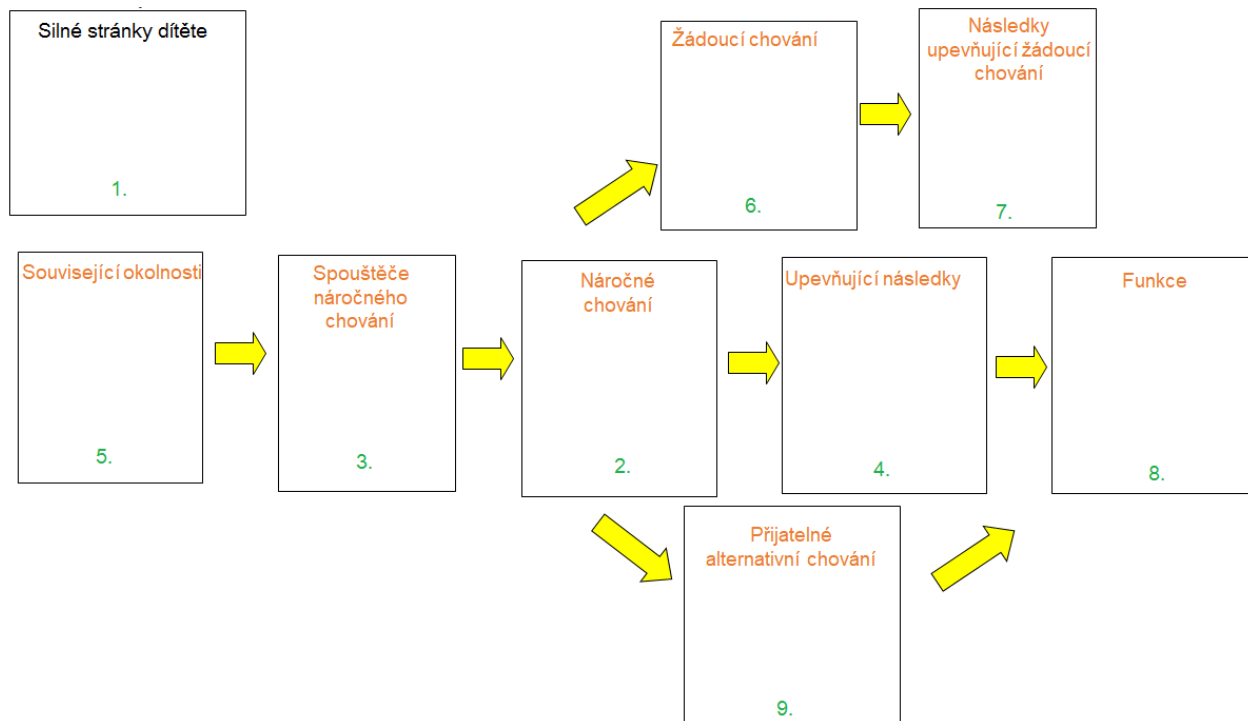 Silné stránky dítěte
1.
Žádoucí chování
6.
Následky
upevňující žádoucí
chování
7.
Související okolnosti
5.
Spouštěče
náročného
chování
3.
Náročné
chování
2.
Upevňující následky
4.
Funkce
8.
Přijatelné
alternativní chování
9.